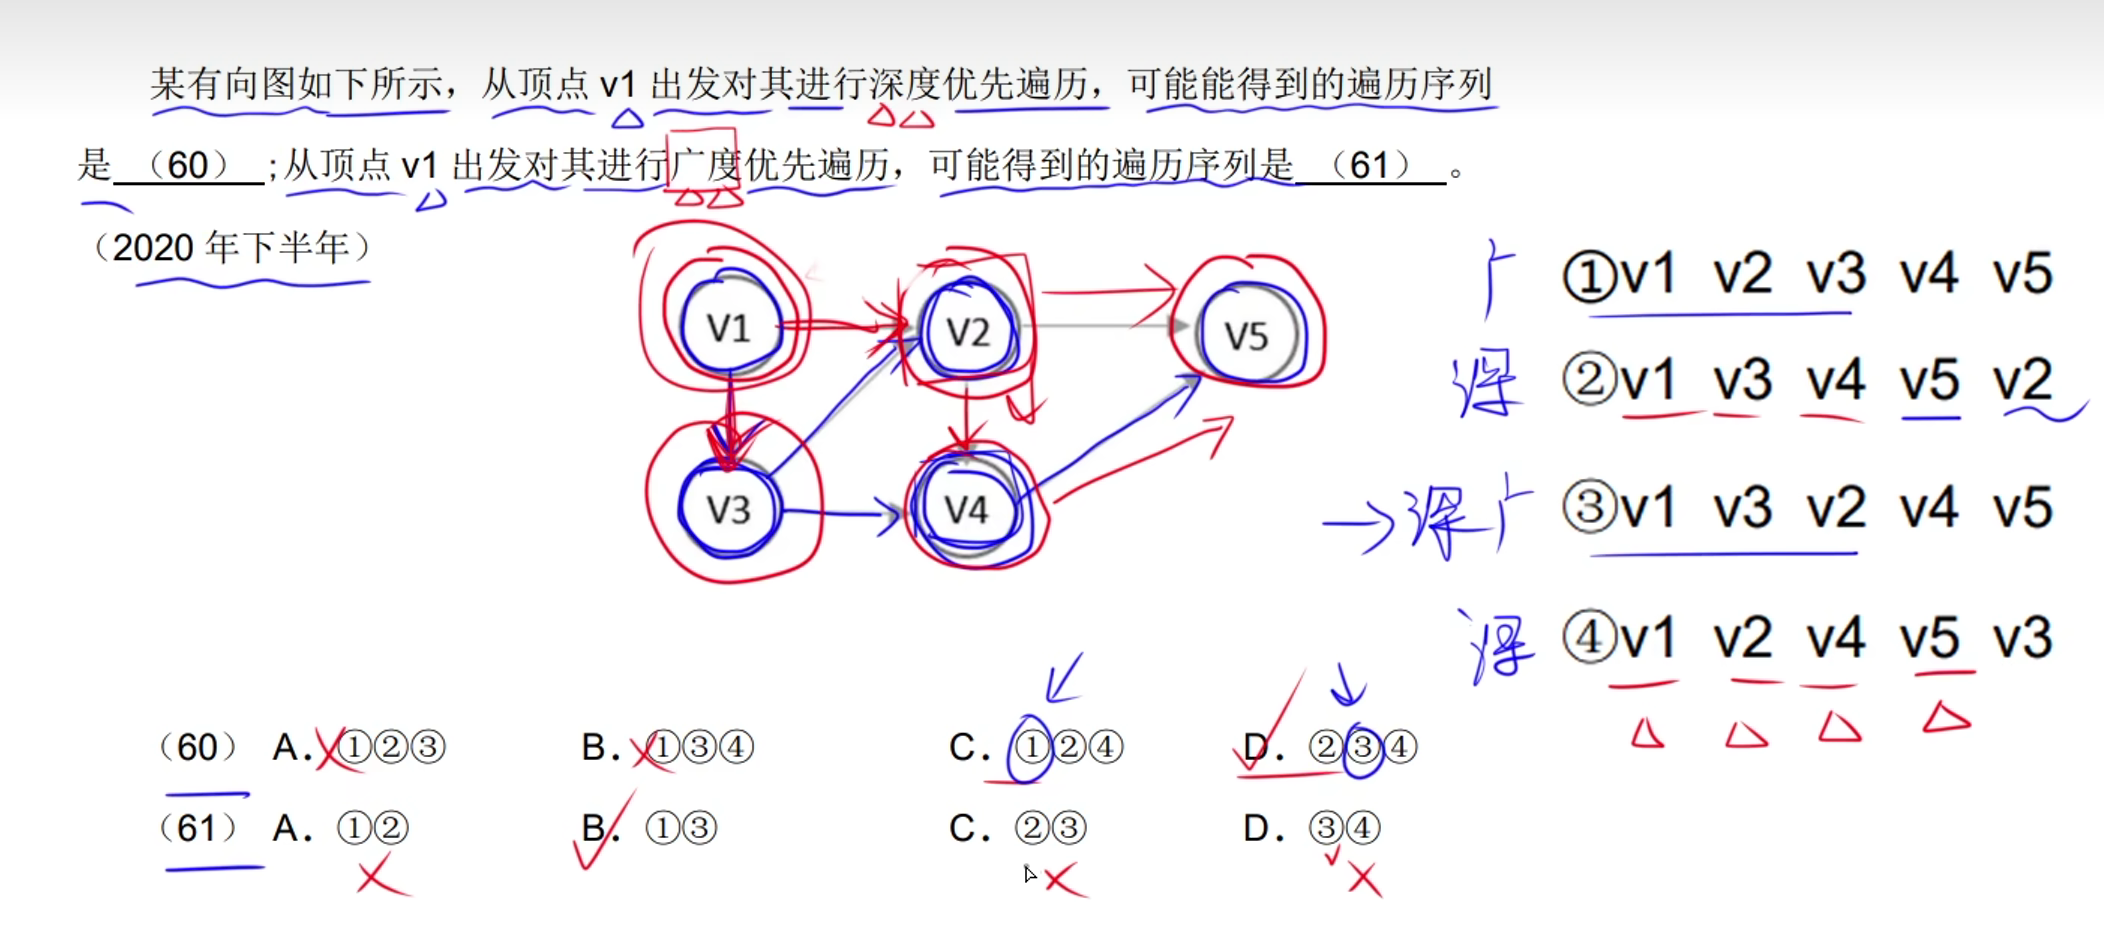 某有向图如下所示，从顶点 v1 出发对其进行深度优先遍历，可能能得到的遍历序列
是 （60） ;从顶点 v1 出发对其进行广度优先遍历，可能得到的遍历序列是 （61） 。
（2020 年下半年）
V1 V2 V5
V3 V4
广 ①v1 v2 v3 v4 v5
深 ②v1 v3 v4 v5 v2
→深广 ③v1 v3 v2 v4 v5
深 ④v1 v2 v4 v5 v3
（60） A. ①②③ B. ①③④ C. ①②④ D. ②③④
（61） A. ①② B. ①③ C. ②③ D. ③④